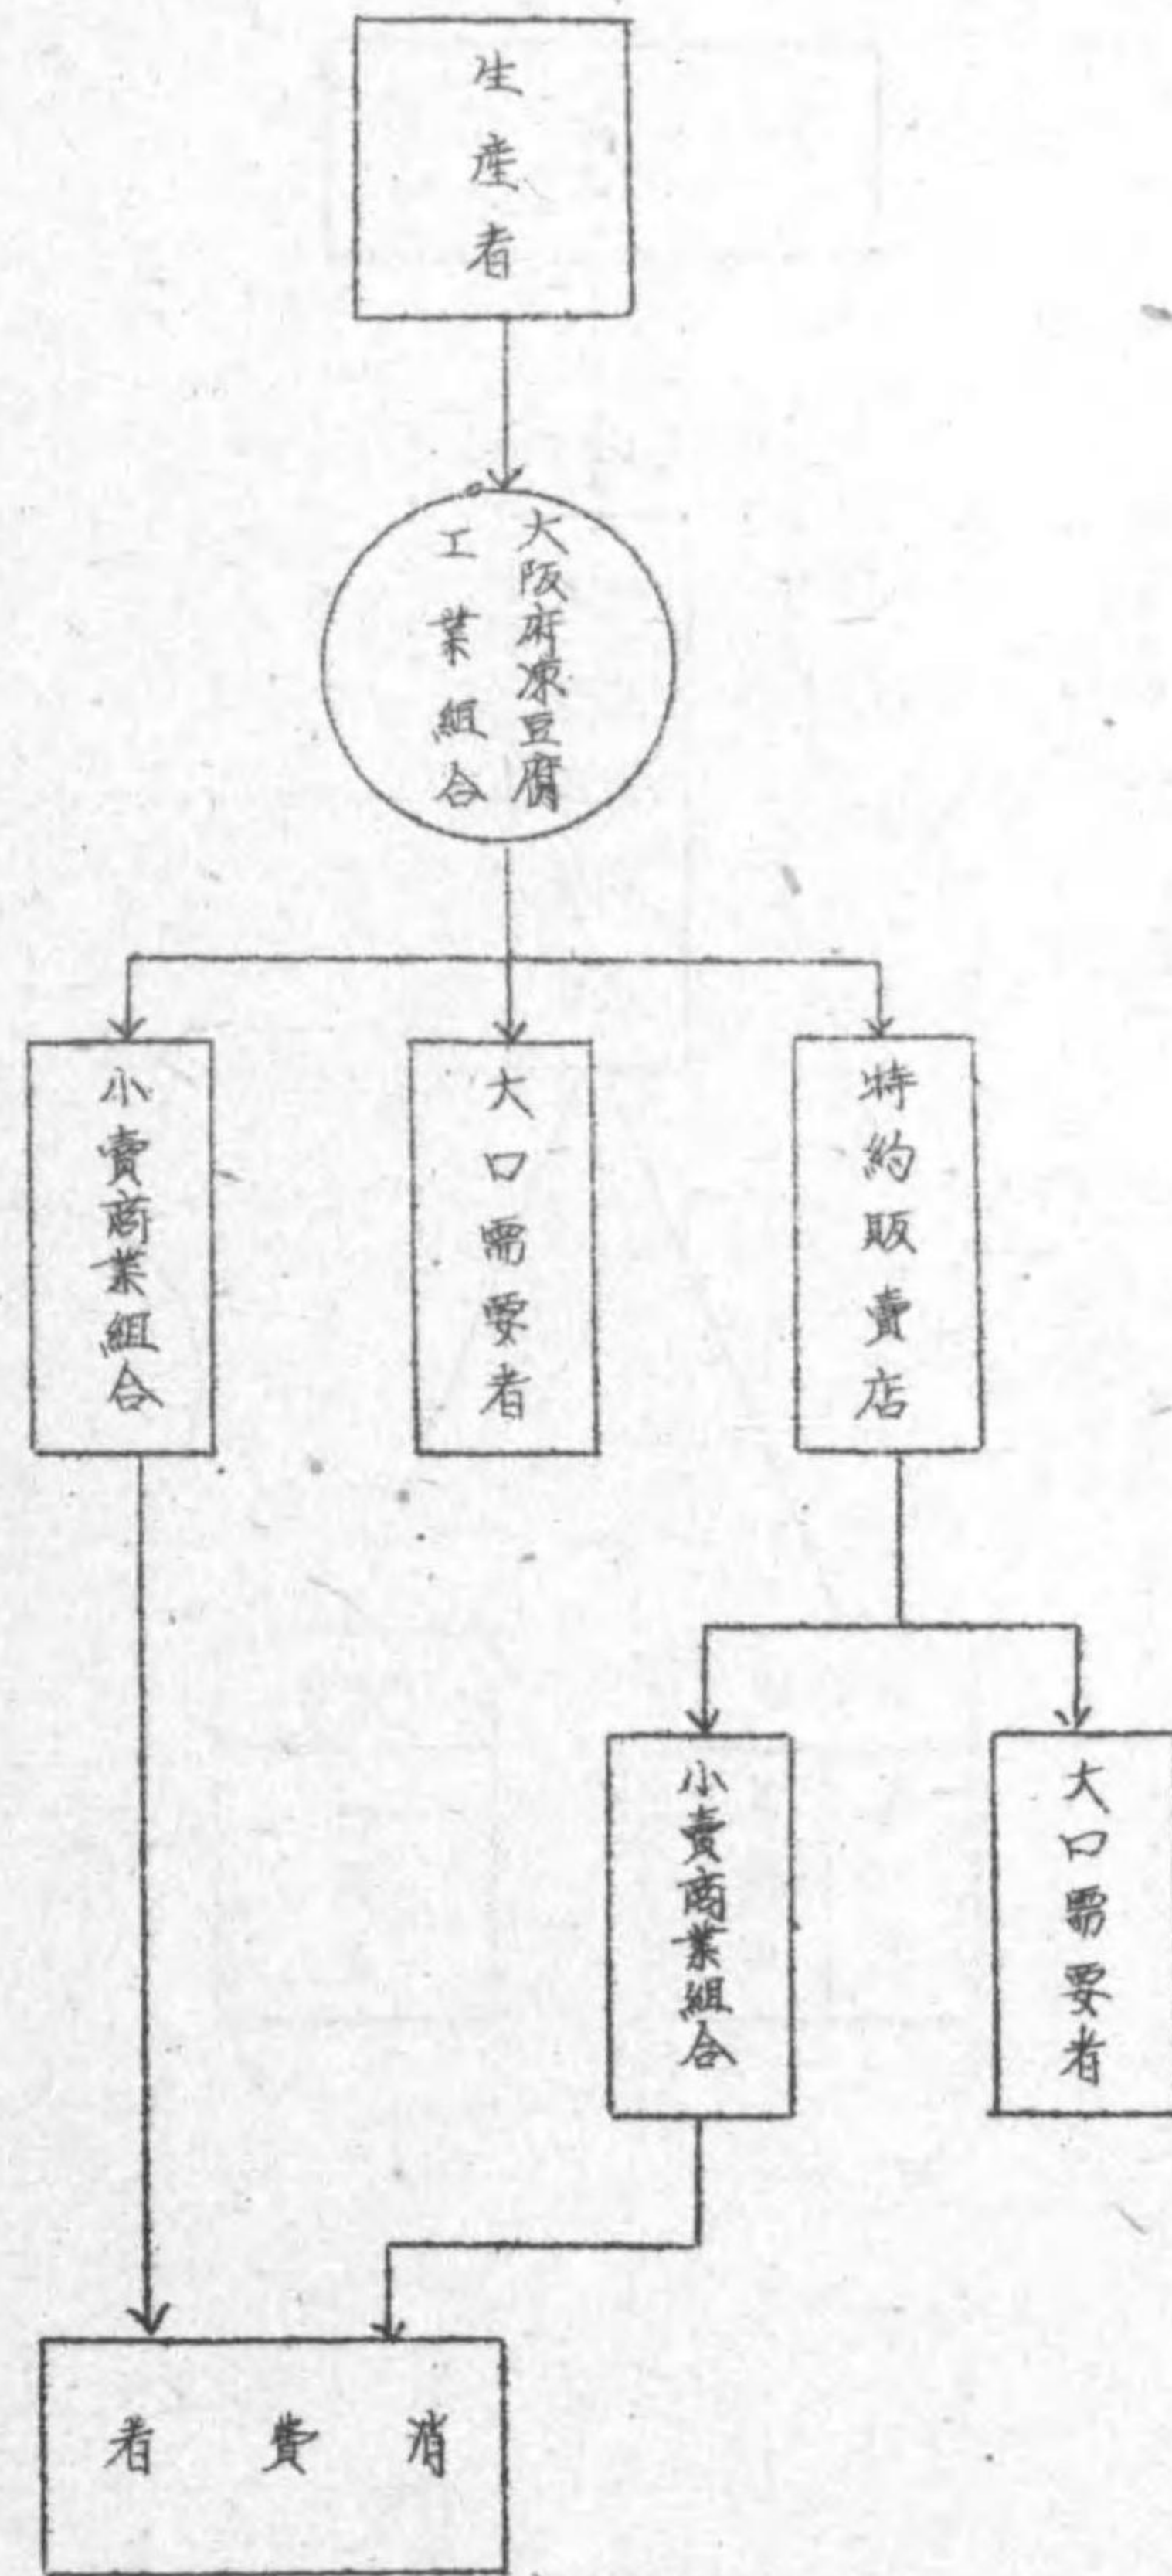 生産者
大阪府凍豆腐
工業組合
特約販賣店
大口需要者
小賣商業組合
大口需要者
小賣商業組合
消費者